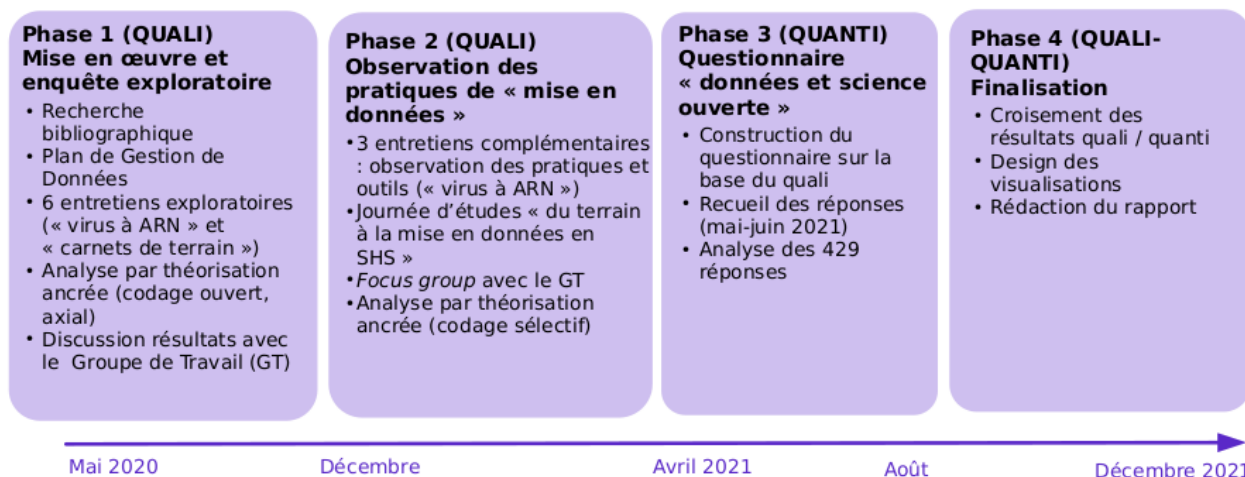 Phase 1 (QUALI)
Mise en œuvre et
enquête exploratoire
• Recherche
bibliographique
• Plan de Gestion de
Données
• 6 entretiens exploratoires
(« virus à ARN » et
« carnets de terrain »)
• Analyse par théorisation
ancrée (codage ouvert,
axial)
• Discussion résultats avec
le Groupe de Travail (GT)
Phase 2 (QUALI)
Observation des
pratiques de « mise en
données »
•3 entretiens complémentaires
: observation des pratiques et
outils (« virus à ARN »)
•Journée d’études « du terrain
à la mise en données en
SHS »
•Focus group avec le GT
•Analyse par théorisation
ancrée (codage sélectif)
Phase 3 (QUANTI)
Questionnaire
« données et science
ouverte »
• Construction du
questionnaire sur la
base du quali
• Recueil des réponses
(mai-juin 2021)
• Analyse des 429
réponses
Phase 4 (QUALI-
QUANTI)
Finalisation
• Croisement des
résultats quali / quanti
• Design des
visualisations
• Rédaction du rapport
Mai 2020
Décembre
Avril 2021
Août
Décembre 2021